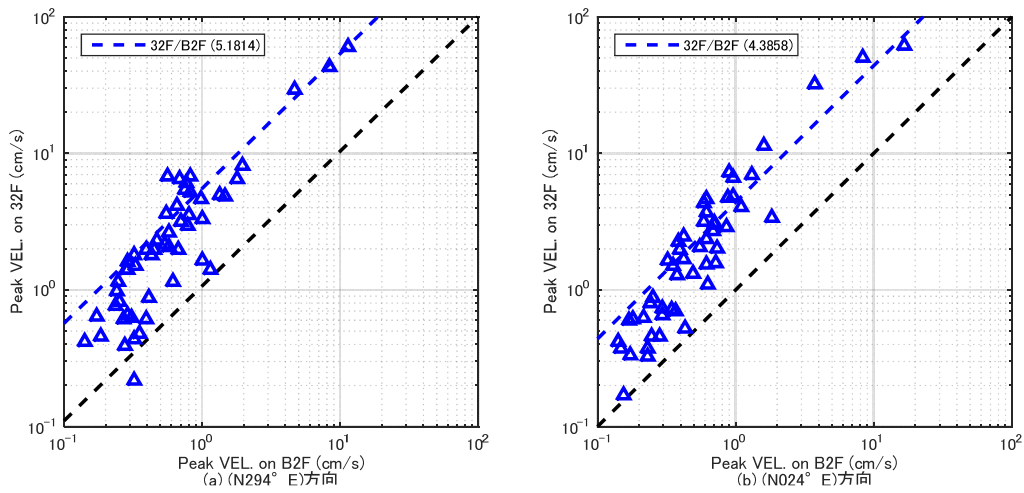 32F/B2F (5.1814)
Peak VEL. on 32F (cm/s)
10²
10¹
10⁰
10⁻¹
10⁻¹ 10⁰ 10¹ 10²
Peak VEL. on B2F (cm/s)
(a) (N294° E)方向
32F/B2F (4.3858)
Peak VEL. on 32F (cm/s)
10²
10¹
10⁰
10⁻¹
10⁻¹ 10⁰ 10¹ 10²
Peak VEL. on B2F (cm/s)
(b) (N024° E)方向